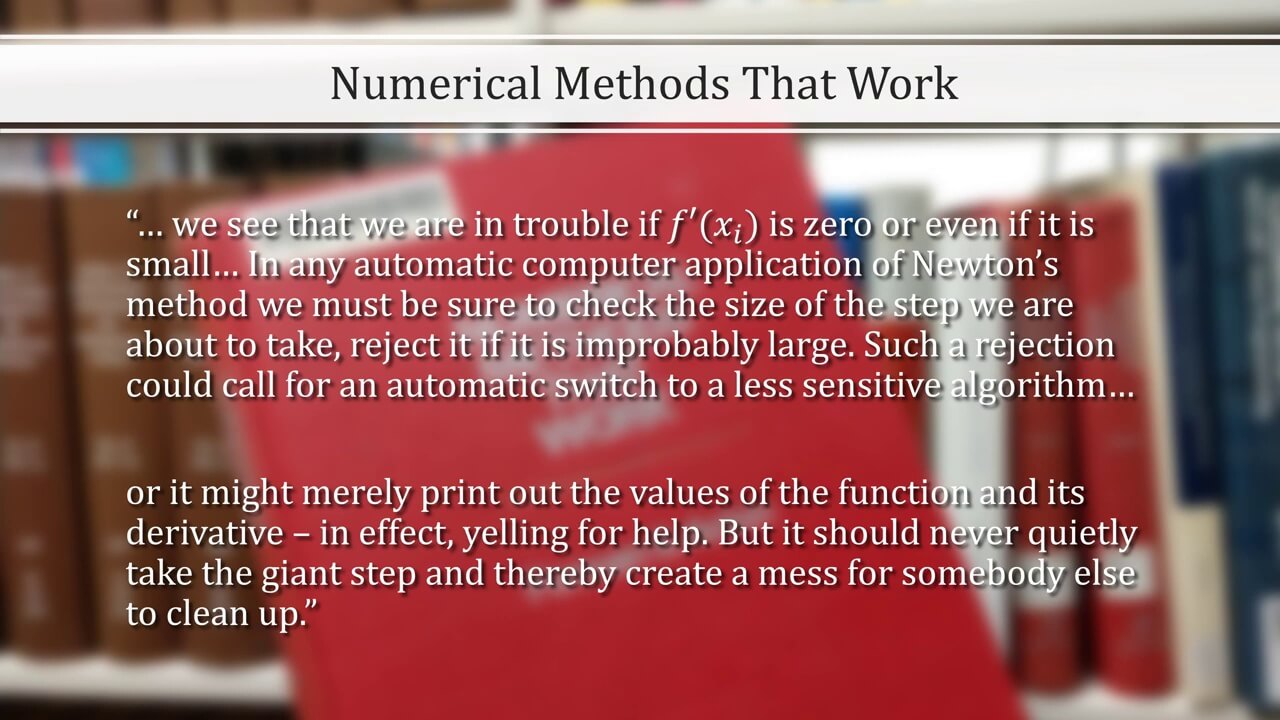 Numerical Methods That Work
“… we see that we are in trouble if 𝑓′(𝑥ᵢ) is zero or even if it is
small… In any automatic computer application of Newton’s
method we must be sure to check the size of the step we are
about to take, reject it if it is improbably large. Such a rejection
could call for an automatic switch to a less sensitive algorithm…
or it might merely print out the values of the function and its
derivative – in effect, yelling for help. But it should never quietly
take the giant step and thereby create a mess for somebody else
to clean up.”
WORK